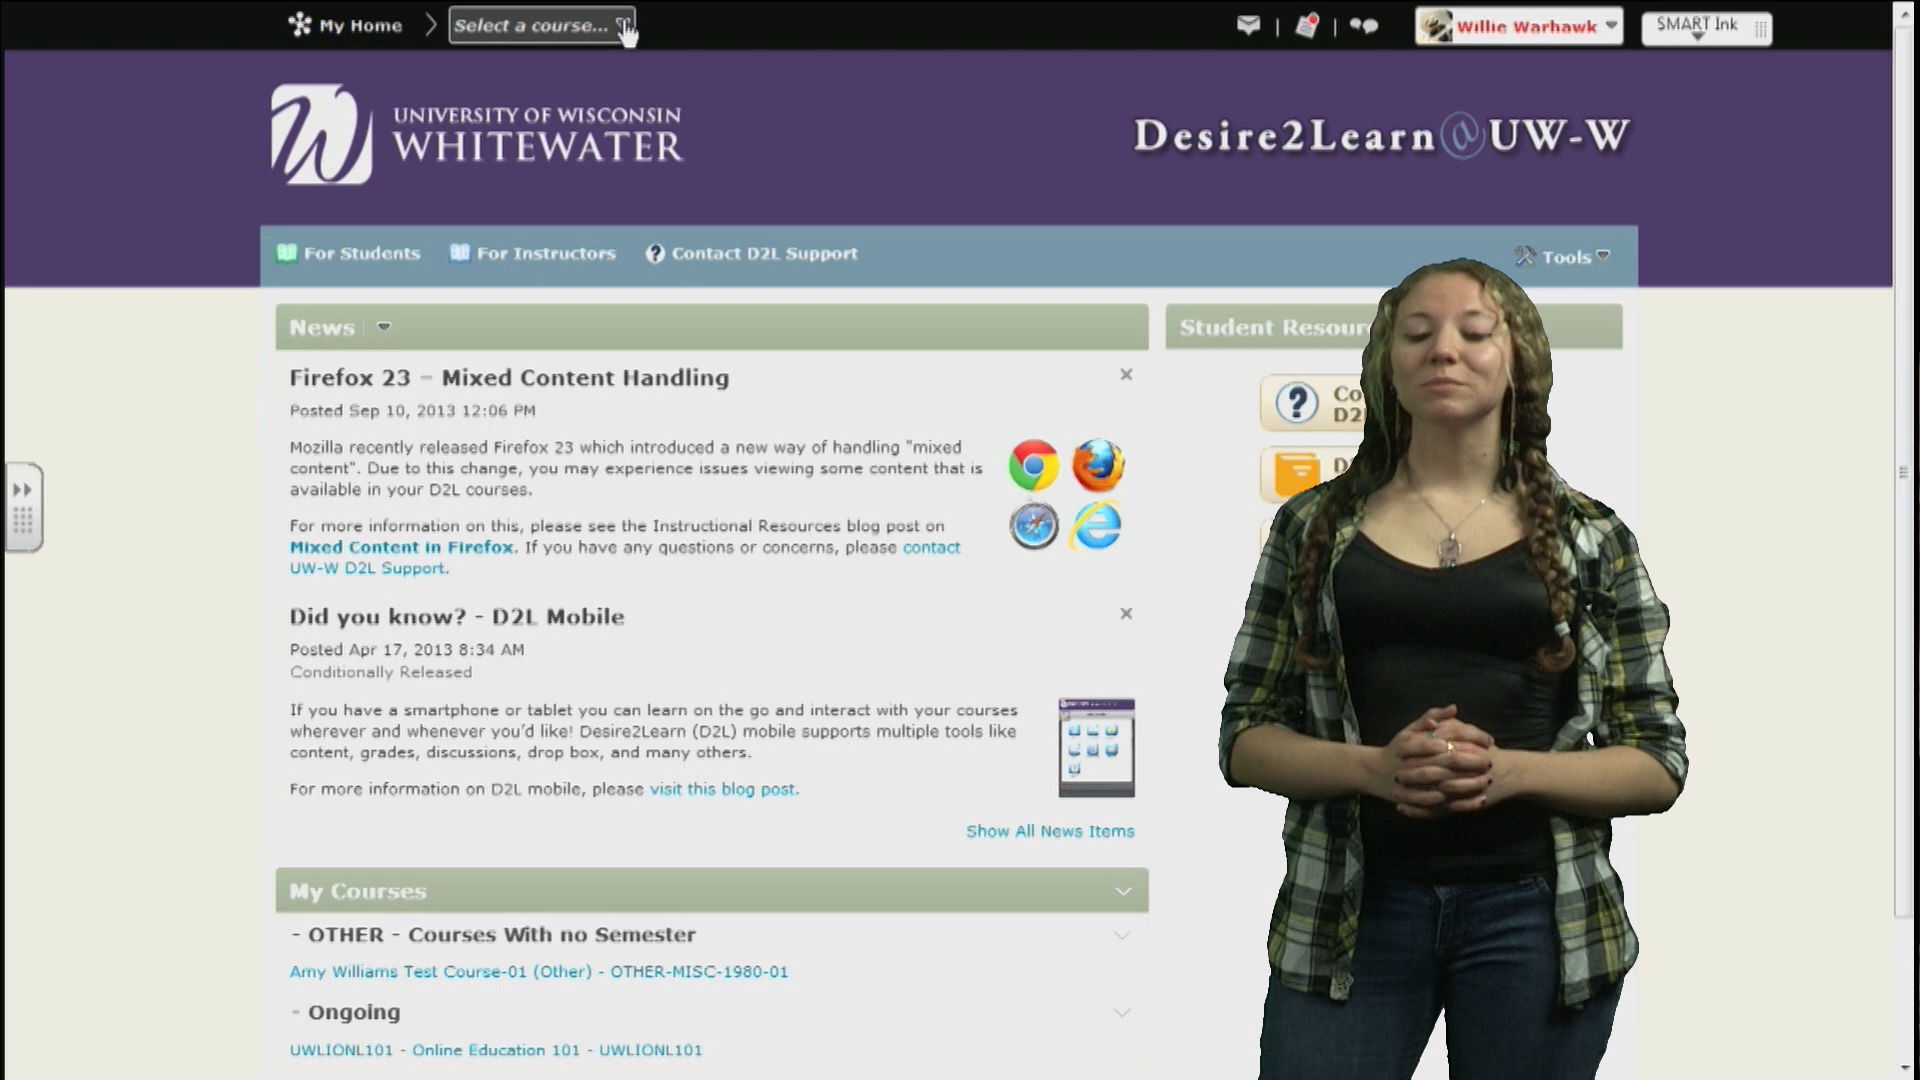 My Home
Select a course...
Willie Warhawk
SMART Ink
UNIVERSITY OF WISCONSIN
WHITEWATER
Desire2Learn@UW-W
For Students
For Instructors
Contact D2L Support
Tools
News
Firefox 23 - Mixed Content Handling
Posted Sep 10, 2013 12:06 PM
Mozilla recently released Firefox 23 which introduced a new way of handling "mixed
content". Due to this change, you may experience issues viewing some content that is
available in your D2L courses.
For more information on this, please see the Instructional Resources blog post on
Mixed Content in Firefox. If you have any questions or concerns, please contact
UW-W D2L Support.
Did you know? - D2L Mobile
Posted Apr 17, 2013 8:34 AM
Conditionally Released
If you have a smartphone or tablet you can learn on the go and interact with your courses
wherever and whenever you'd like! Desire2Learn (D2L) mobile supports multiple tools like
content, grades, discussions, drop box, and many others.
For more information on D2L mobile, please visit this blog post.
Show All News Items
My Courses
- OTHER - Courses With no Semester
Amy Williams Test Course-01 (Other) - OTHER-MISC-1980-01
- Ongoing
UWLIONL101 - Online Education 101 - UWLIONL101
Student